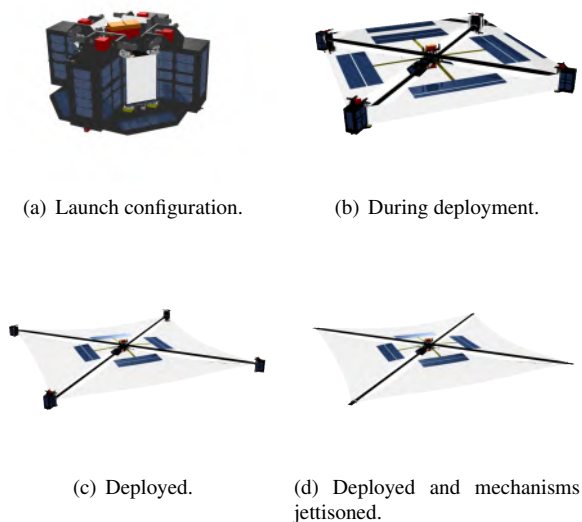 (a) Launch configuration.
(b) During deployment.
(c) Deployed.
(d) Deployed and mechanisms
jettisoned.